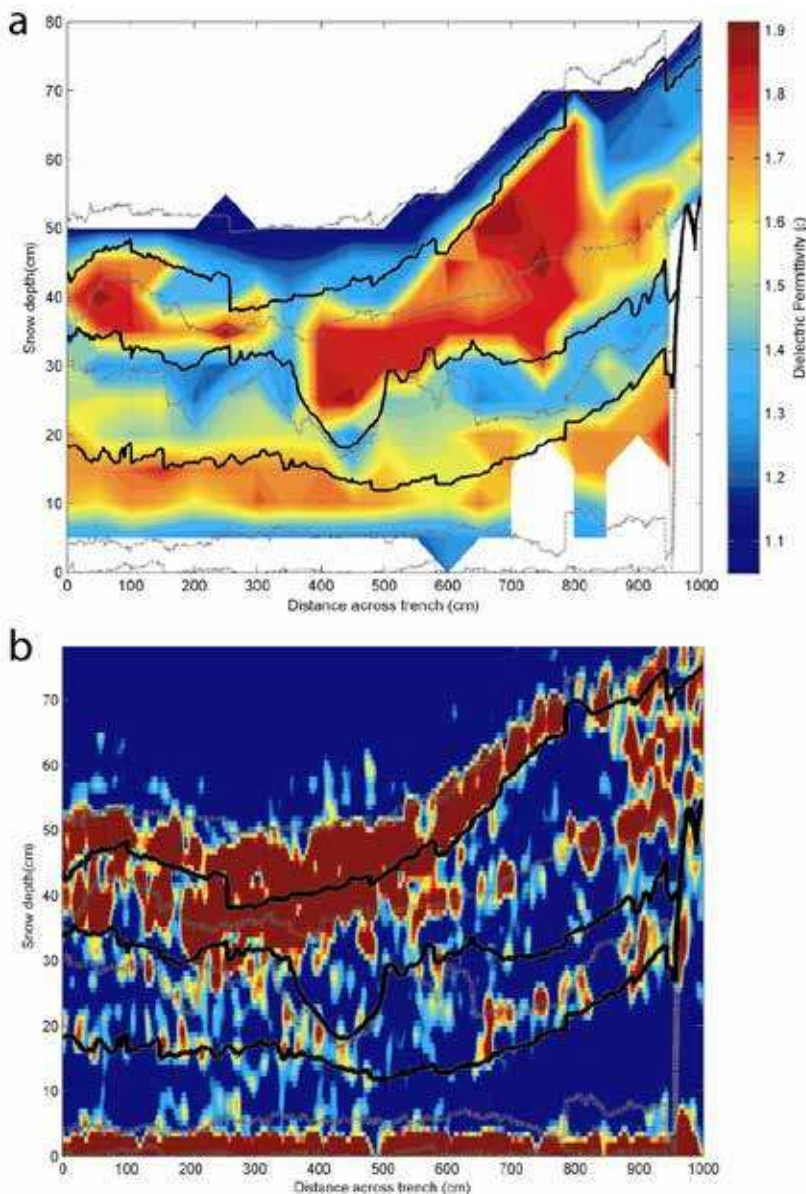 a
80
70
60
50
40
30
20
10
0
Snow depth(cm)
0 100 200 300 400 500 600 700 800 900 1000
Distance across trench (cm)
1.9
1.8
1.7
1.6
1.5
1.4
1.3
1.2
1.1
Dielectric Permittivity (ε)
b
70
60
50
40
30
20
10
0
Snow depth(cm)
0 100 200 300 400 500 600 700 800 900 1000
Distance across trench (cm)